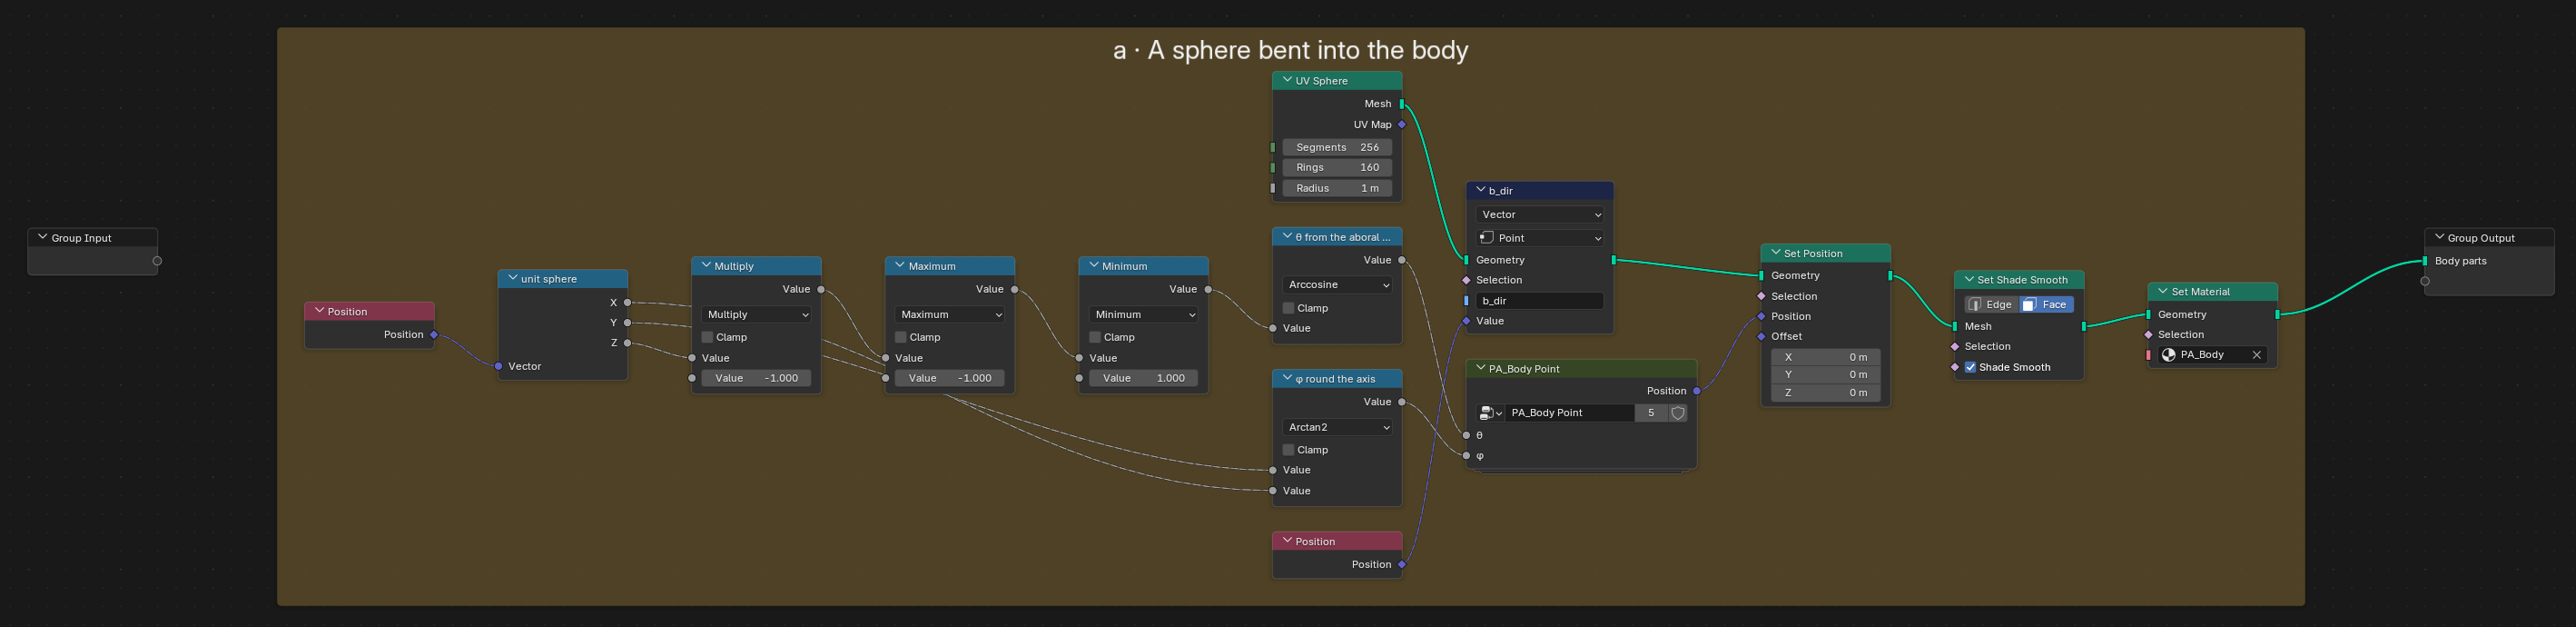 a · A sphere bent into the body
Group Input
Position
Position
unit sphere
X
Y
Z
Vector
Multiply
Value
Multiply
Clamp
Value
Value -1.000
Maximum
Value
Maximum
Clamp
Value
Value -1.000
Minimum
Value
Minimum
Clamp
Value
Value 1.000
UV Sphere
Mesh
UV Map
Segments 256
Rings 160
Radius 1 m
θ from the aboral ...
Value
Arccosine
Clamp
Value
φ round the axis
Value
Arctan2
Clamp
Value
Value
Position
Position
b_dir
Vector
Point
Geometry
Selection
b_dir
Value
PA_Body Point
Position
PA_Body Point 5
θ
φ
Set Position
Geometry
Selection
Position
Offset
X 0 m
Y 0 m
Z 0 m
Set Shade Smooth
Edge Face
Mesh
Selection
Shade Smooth
Set Material
Geometry
Selection
PA_Body
Group Output
Body parts